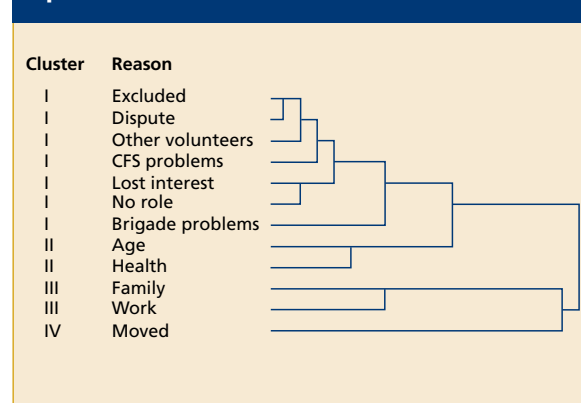 Cluster Reason
I Excluded
I Dispute
I Other volunteers
I CFS problems
I Lost interest
I No role
I Brigade problems
II Age
II Health
III Family
III Work
IV Moved